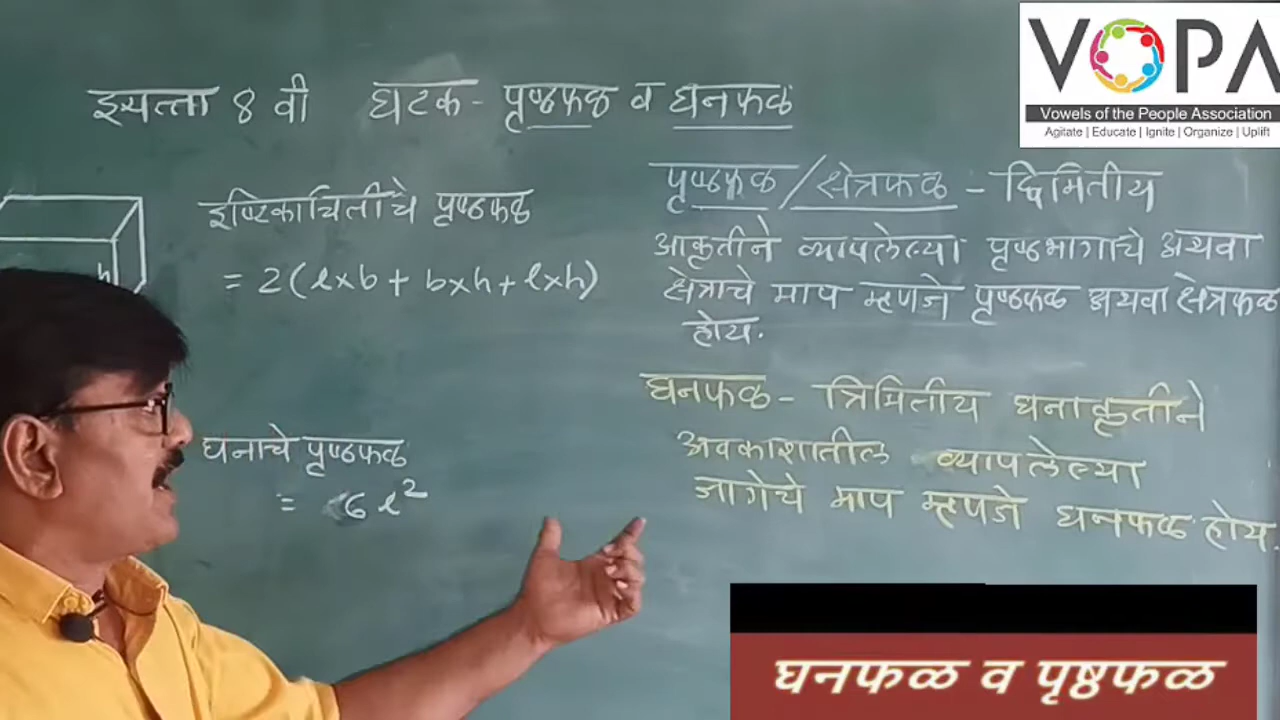 VOPA
Vowels of the People Association
Agitate | Educate | Ignite | Organize | Uplift
इयत्ता 8 वी घटक - पृष्ठफळ व घनफळ
इष्टिकाचितीचे पृष्ठफळ
= 2(l×b + b×h + l×h)
h
घनाचे पृष्ठफळ
= 6 l²
पृष्ठफळ / क्षेत्रफळ - द्विमितीय
आकृतीने व्यापलेल्या पृष्ठभागाचे अथवा
क्षेत्राचे माप म्हणजे पृष्ठफळ अथवा क्षेत्रफळ
होय.
घनफळ - त्रिमितीय घनाकृतीने
अवकाशातील व्यापलेल्या
जागेचे माप म्हणजे घनफळ होय.
घनफळ व पृष्ठफळ